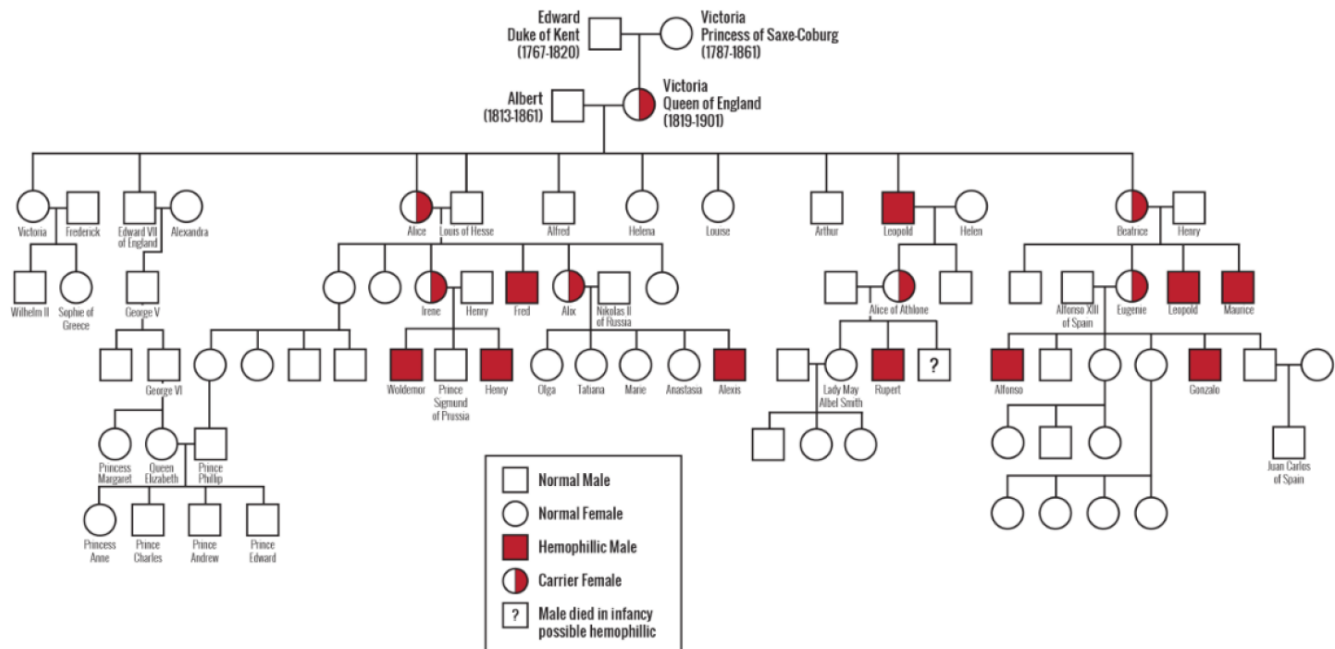 Edward
Duke of Kent
(1767-1820)
Victoria
Princess of Saxe-Coburg
(1787-1861)
Albert
(1813-1861)
Victoria
Queen of England
(1819-1901)
Victoria
Frederick
Edward VII
of England
Alexandra
Alice
Louis of Hesse
Alfred
Helena
Louise
Arthur
Leopold
Helen
Beatrice
Henry
Wilhelm II
Sophie of
Greece
George V
Irene
Henry
Fred
Alix
Nikolas II
of Russia
Alice of Athlone
Alfonso XIII
of Spain
Eugenie
Leopold
Maurice
George VI
Woldemor
Prince
Sigmund
of Prussia
Henry
Olga
Tatiana
Marie
Anastasia
Alexis
Lady May
Albel Smith
Rupert
?
Alfonso
Gonzalo
Princess
Margaret
Queen
Elizabeth
Prince
Phillip
Juan Carlos
of Spain
Princess
Anne
Prince
Charles
Prince
Andrew
Prince
Edward
Normal Male
Normal Female
Hemophillic Male
Carrier Female
? Male died in infancy
possible hemophillic